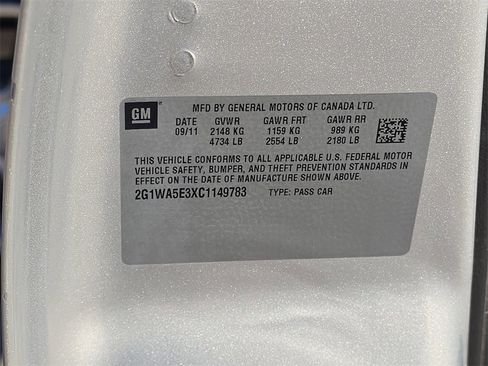 GM
MFD BY GENERAL MOTORS OF CANADA LTD.
DATE GVWR GAWR FRT GAWR RR
09/11 2148 KG 1159 KG 989 KG
4734 LB 2554 LB 2180 LB
THIS VEHICLE CONFORMS TO ALL APPLICABLE U.S. FEDERAL MOTOR
VEHICLE SAFETY, BUMPER, AND THEFT PREVENTION STANDARDS IN
EFFECT ON THE DATE OF MANUFACTURE SHOWN ABOVE.
2G1WA5E3XC1149783 TYPE: PASS CAR